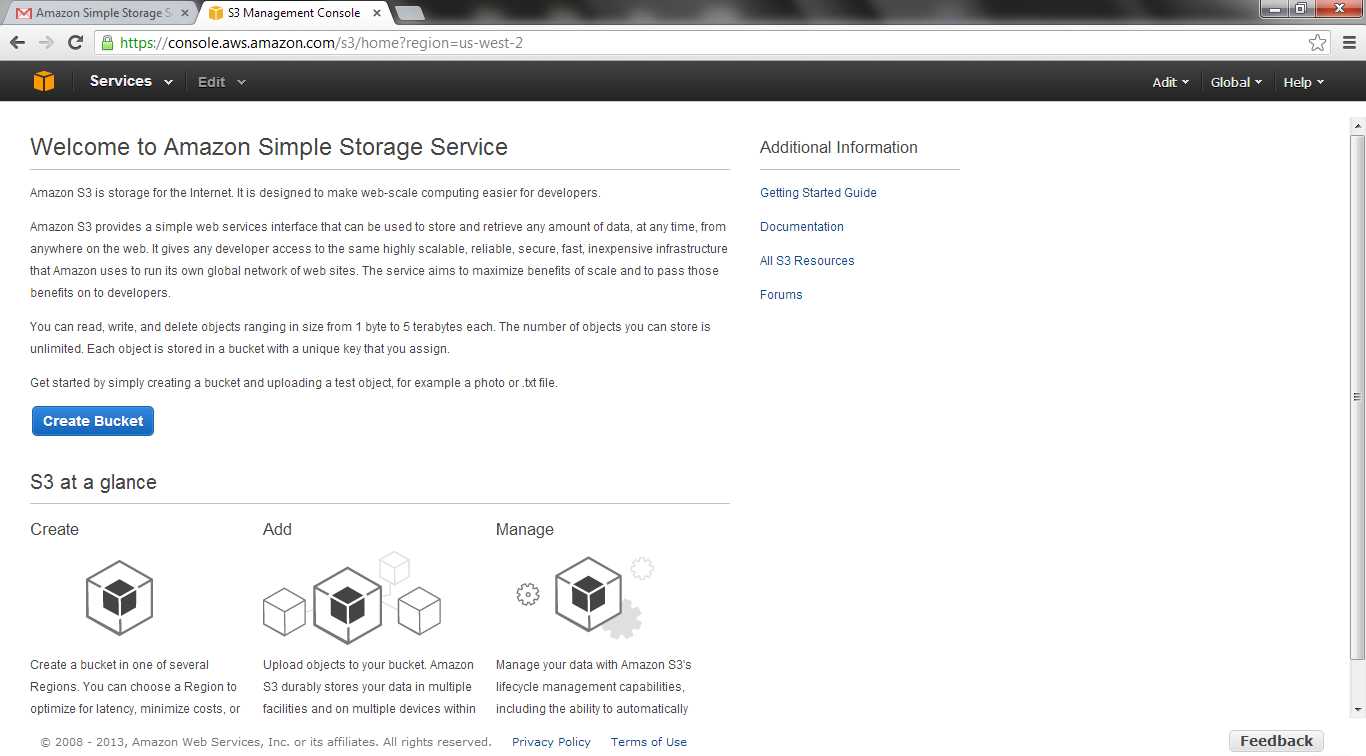 Amazon Simple Storage S
S3 Management Console
https://console.aws.amazon.com/s3/home?region=us-west-2
Services Edit Adit Global Help
Welcome to Amazon Simple Storage Service
Amazon S3 is storage for the Internet. It is designed to make web-scale computing easier for developers.
Amazon S3 provides a simple web services interface that can be used to store and retrieve any amount of data, at any time, from
anywhere on the web. It gives any developer access to the same highly scalable, reliable, secure, fast, inexpensive infrastructure
that Amazon uses to run its own global network of web sites. The service aims to maximize benefits of scale and to pass those
benefits on to developers.
You can read, write, and delete objects ranging in size from 1 byte to 5 terabytes each. The number of objects you can store is
unlimited. Each object is stored in a bucket with a unique key that you assign.
Get started by simply creating a bucket and uploading a test object, for example a photo or .txt file.
Create Bucket
Additional Information
Getting Started Guide
Documentation
All S3 Resources
Forums
S3 at a glance
Create
Create a bucket in one of several
Regions. You can choose a Region to
optimize for latency, minimize costs, or
Add
Upload objects to your bucket. Amazon
S3 durably stores your data in multiple
facilities and on multiple devices within
Manage
Manage your data with Amazon S3's
lifecycle management capabilities,
including the ability to automatically
© 2008 - 2013, Amazon Web Services, Inc. or its affiliates. All rights reserved. Privacy Policy Terms of Use
Feedback